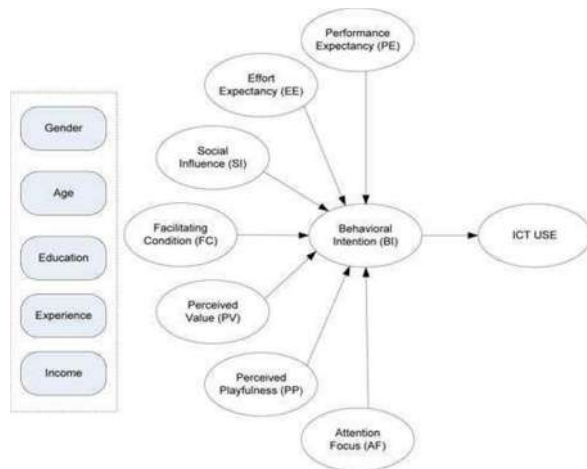 Gender
Age
Education
Experience
Income
Performance
Expectancy (PE)
Effort
Expectancy (EE)
Social
Influence (SI)
Facilitating
Condition (FC)
Perceived
Value (PV)
Perceived
Playfulness (PP)
Attention
Focus (AF)
Behavioral
Intention (BI)
ICT USE